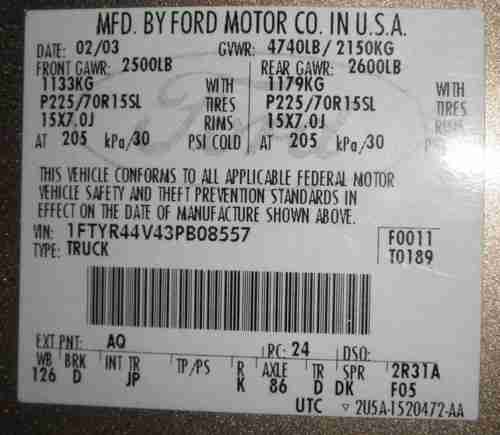 MFD. BY FORD MOTOR CO. IN U.S.A.
DATE: 02/03 GVWR: 4740LB/2150KG
FRONT GAWR: 2500LB REAR GAWR: 2600LB
1133KG WITH 1179KG WITH
P225/70R15SL TIRES P225/70R15SL TIRES
15X7.0J RIMS 15X7.0J RIMS
AT 205 kPa/30 PSI COLD AT 205 kPa/30
THIS VEHICLE CONFORMS TO ALL APPLICABLE FEDERAL MOTOR
VEHICLE SAFETY AND THEFT PREVENTION STANDARDS IN
EFFECT ON THE DATE OF MANUFACTURE SHOWN ABOVE.
VIN: 1FTYR44V43PB08557 F0011
TYPE: TRUCK T0189
EXT PNT: AQ RC: 24 DSO:
WB BRK INT TR TP/PS R AXLE TR SPR 2R31A
126 D JP K 86 D DK F05
UTC ▽ 2U5A-1520472-AA
Ford